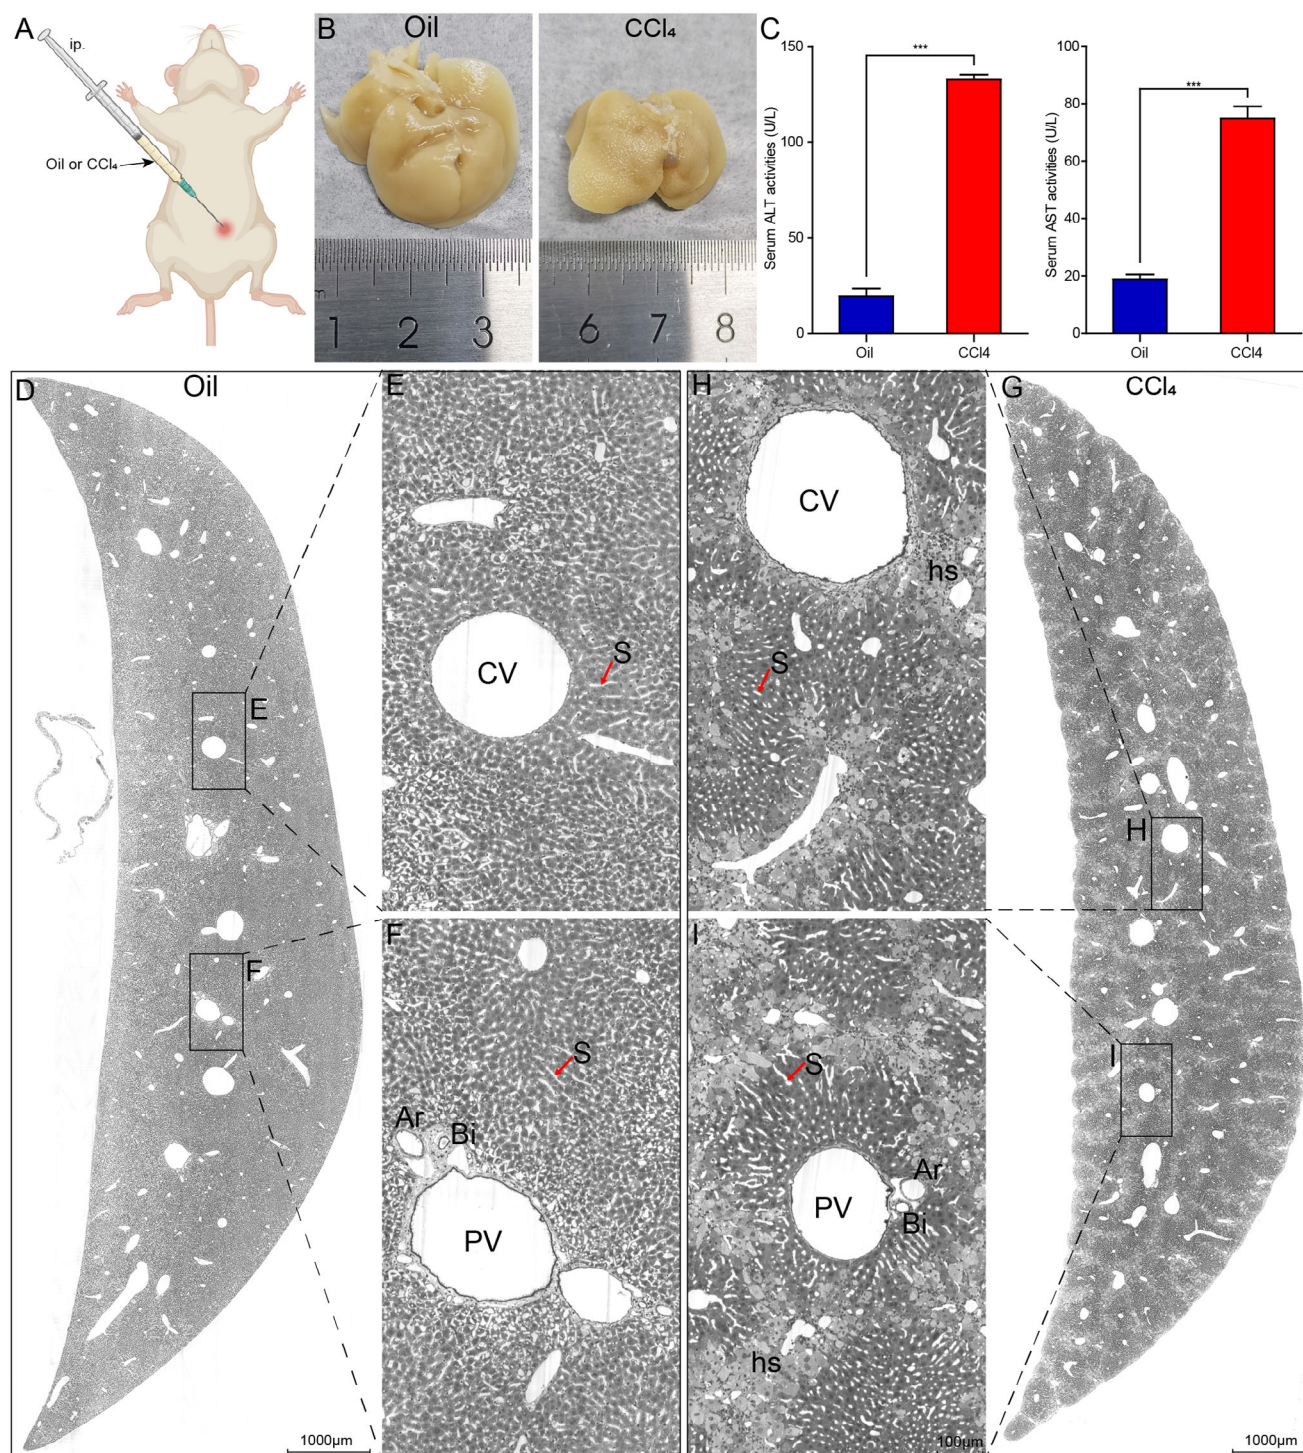 A
ip.
Oil or CCl₄
B
Oil
CCl₄
1 2 3
6 7 8
C
Serum ALT activities (U/L)
150
100
50
0
***
Oil CCl4
Serum AST activities (U/L)
100
80
60
40
20
0
***
Oil CCl4
D
Oil
E
F
1000μm
E
CV
S
F
S
Ar
Bi
PV
H
CV
hs
S
I
S
Ar
PV
Bi
hs
100μm
G
CCl₄
H
I
1000μm